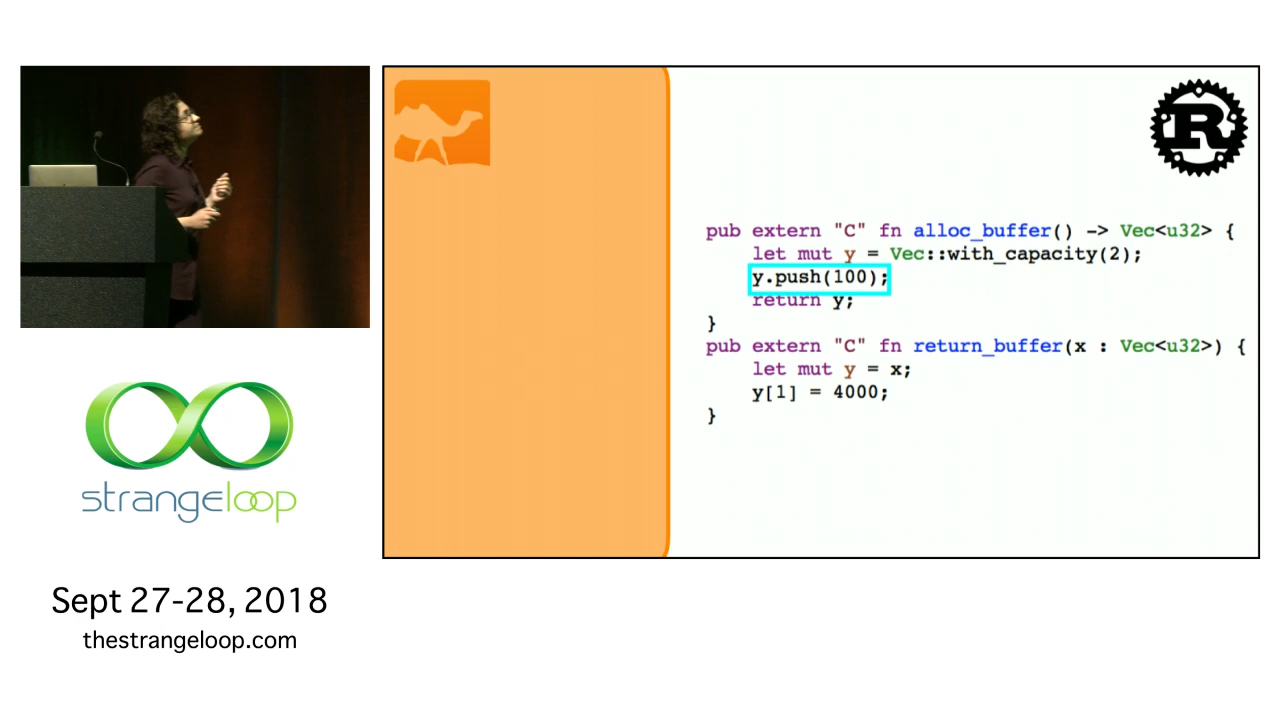 R
pub extern "C" fn alloc_buffer() -> Vec<u32> {
    let mut y = Vec::with_capacity(2);
    y.push(100);
    return y;
}
pub extern "C" fn return_buffer(x : Vec<u32>) {
    let mut y = x;
    y[1] = 4000;
}
strangeloop
Sept 27-28, 2018
thestrangeloop.com